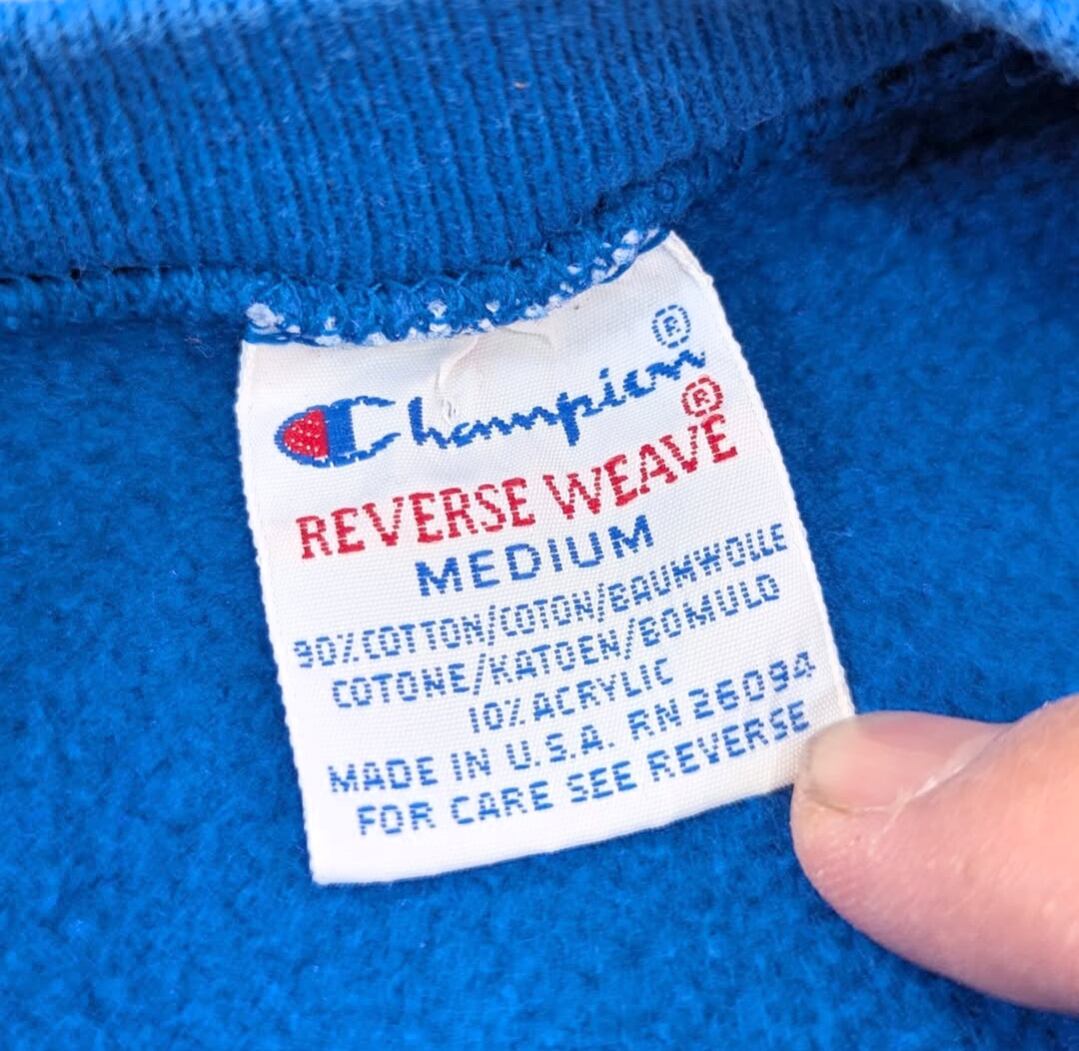 Champion®
REVERSE WEAVE®
MEDIUM
90% COTTON/COTON/BAUMWOLLE
COTONE/KATOEN/BOMULD
10% ACRYLIC
MADE IN U.S.A. RN 26094
FOR CARE SEE REVERSE